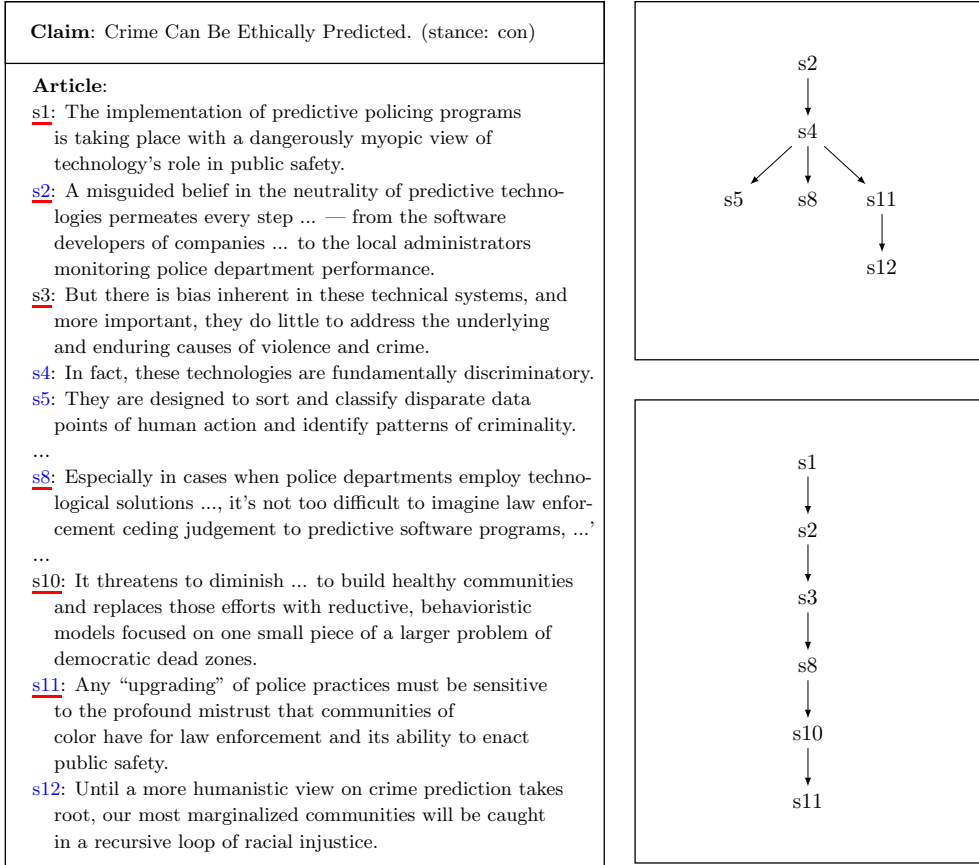 Claim: Crime Can Be Ethically Predicted. (stance: con)
Article:
s1: The implementation of predictive policing programs
is taking place with a dangerously myopic view of
technology's role in public safety.
s2: A misguided belief in the neutrality of predictive techno-
logies permeates every step ... — from the software
developers of companies ... to the local administrators
monitoring police department performance.
s3: But there is bias inherent in these technical systems, and
more important, they do little to address the underlying
and enduring causes of violence and crime.
s4: In fact, these technologies are fundamentally discriminatory.
s5: They are designed to sort and classify disparate data
points of human action and identify patterns of criminality.
...
s8: Especially in cases when police departments employ techno-
logical solutions ..., it's not too difficult to imagine law enfor-
cement ceding judgement to predictive software programs, ...'
...
s10: It threatens to diminish ... to build healthy communities
and replaces those efforts with reductive, behavioristic
models focused on one small piece of a larger problem of
democratic dead zones.
s11: Any “upgrading” of police practices must be sensitive
to the profound mistrust that communities of
color have for law enforcement and its ability to enact
public safety.
s12: Until a more humanistic view on crime prediction takes
root, our most marginalized communities will be caught
in a recursive loop of racial injustice.
s2
s4
s5 s8 s11
s12
s1
s2
s3
s8
s10
s11